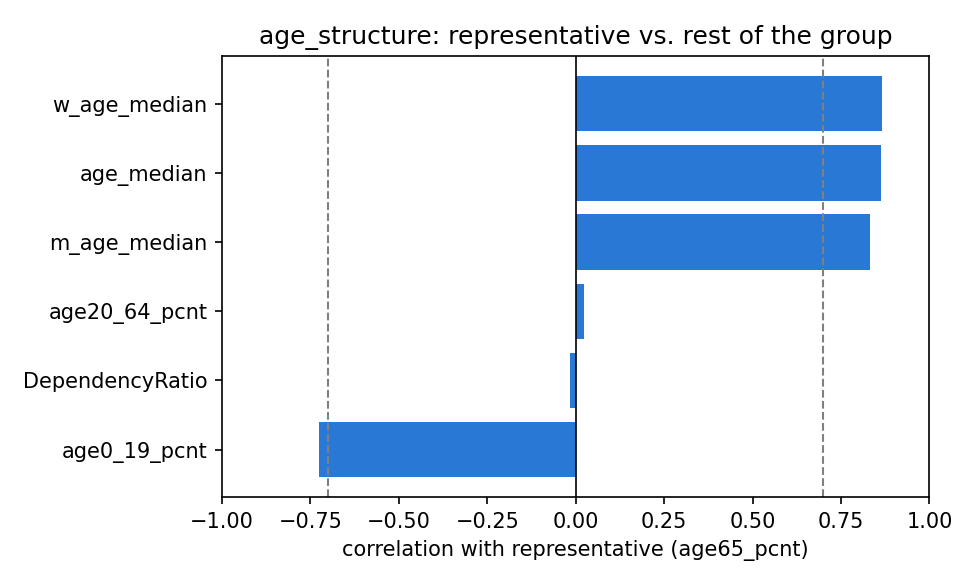 age_structure: representative vs. rest of the group
w_age_median
age_median
m_age_median
age20_64_pcnt
DependencyRatio
age0_19_pcnt
−1.00 −0.75 −0.50 −0.25 0.00 0.25 0.50 0.75 1.00
correlation with representative (age65_pcnt)